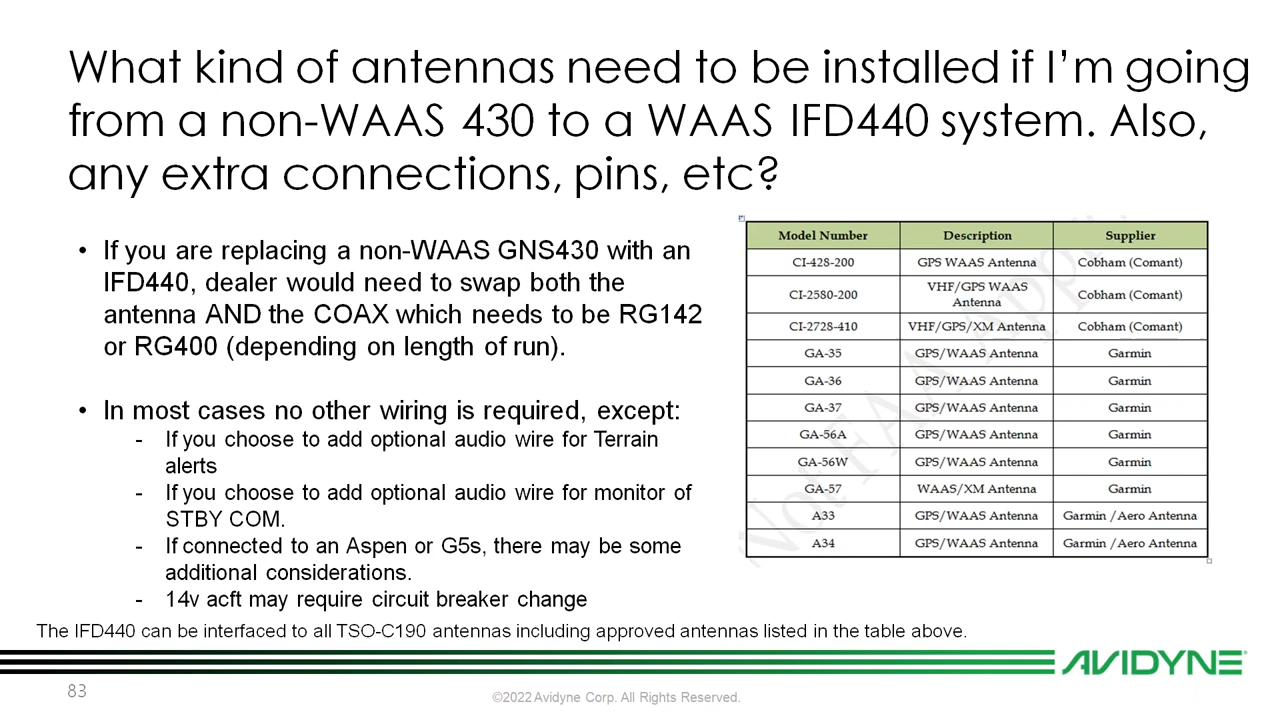 What kind of antennas need to be installed if I’m going
from a non-WAAS 430 to a WAAS IFD440 system. Also,
any extra connections, pins, etc?
• If you are replacing a non-WAAS GNS430 with an
IFD440, dealer would need to swap both the
antenna AND the COAX which needs to be RG142
or RG400 (depending on length of run).
• In most cases no other wiring is required, except:
- If you choose to add optional audio wire for Terrain
alerts
- If you choose to add optional audio wire for monitor of
STBY COM.
- If connected to an Aspen or G5s, there may be some
additional considerations.
- 14v acft may require circuit breaker change
Model Number Description Supplier
CI-428-200 GPS WAAS Antenna Cobham (Comant)
CI-2580-200 VHF/GPS WAAS Antenna Cobham (Comant)
CI-2728-410 VHF/GPS/XM Antenna Cobham (Comant)
GA-35 GPS/WAAS Antenna Garmin
GA-36 GPS/WAAS Antenna Garmin
GA-37 GPS/WAAS Antenna Garmin
GA-56A GPS/WAAS Antenna Garmin
GA-56W GPS/WAAS Antenna Garmin
GA-57 WAAS/XM Antenna Garmin
A33 GPS/WAAS Antenna Garmin /Aero Antenna
A34 GPS/WAAS Antenna Garmin /Aero Antenna
Not FAA
The IFD440 can be interfaced to all TSO-C190 antennas including approved antennas listed in the table above.
AVIDYNE
83
©2022 Avidyne Corp. All Rights Reserved.